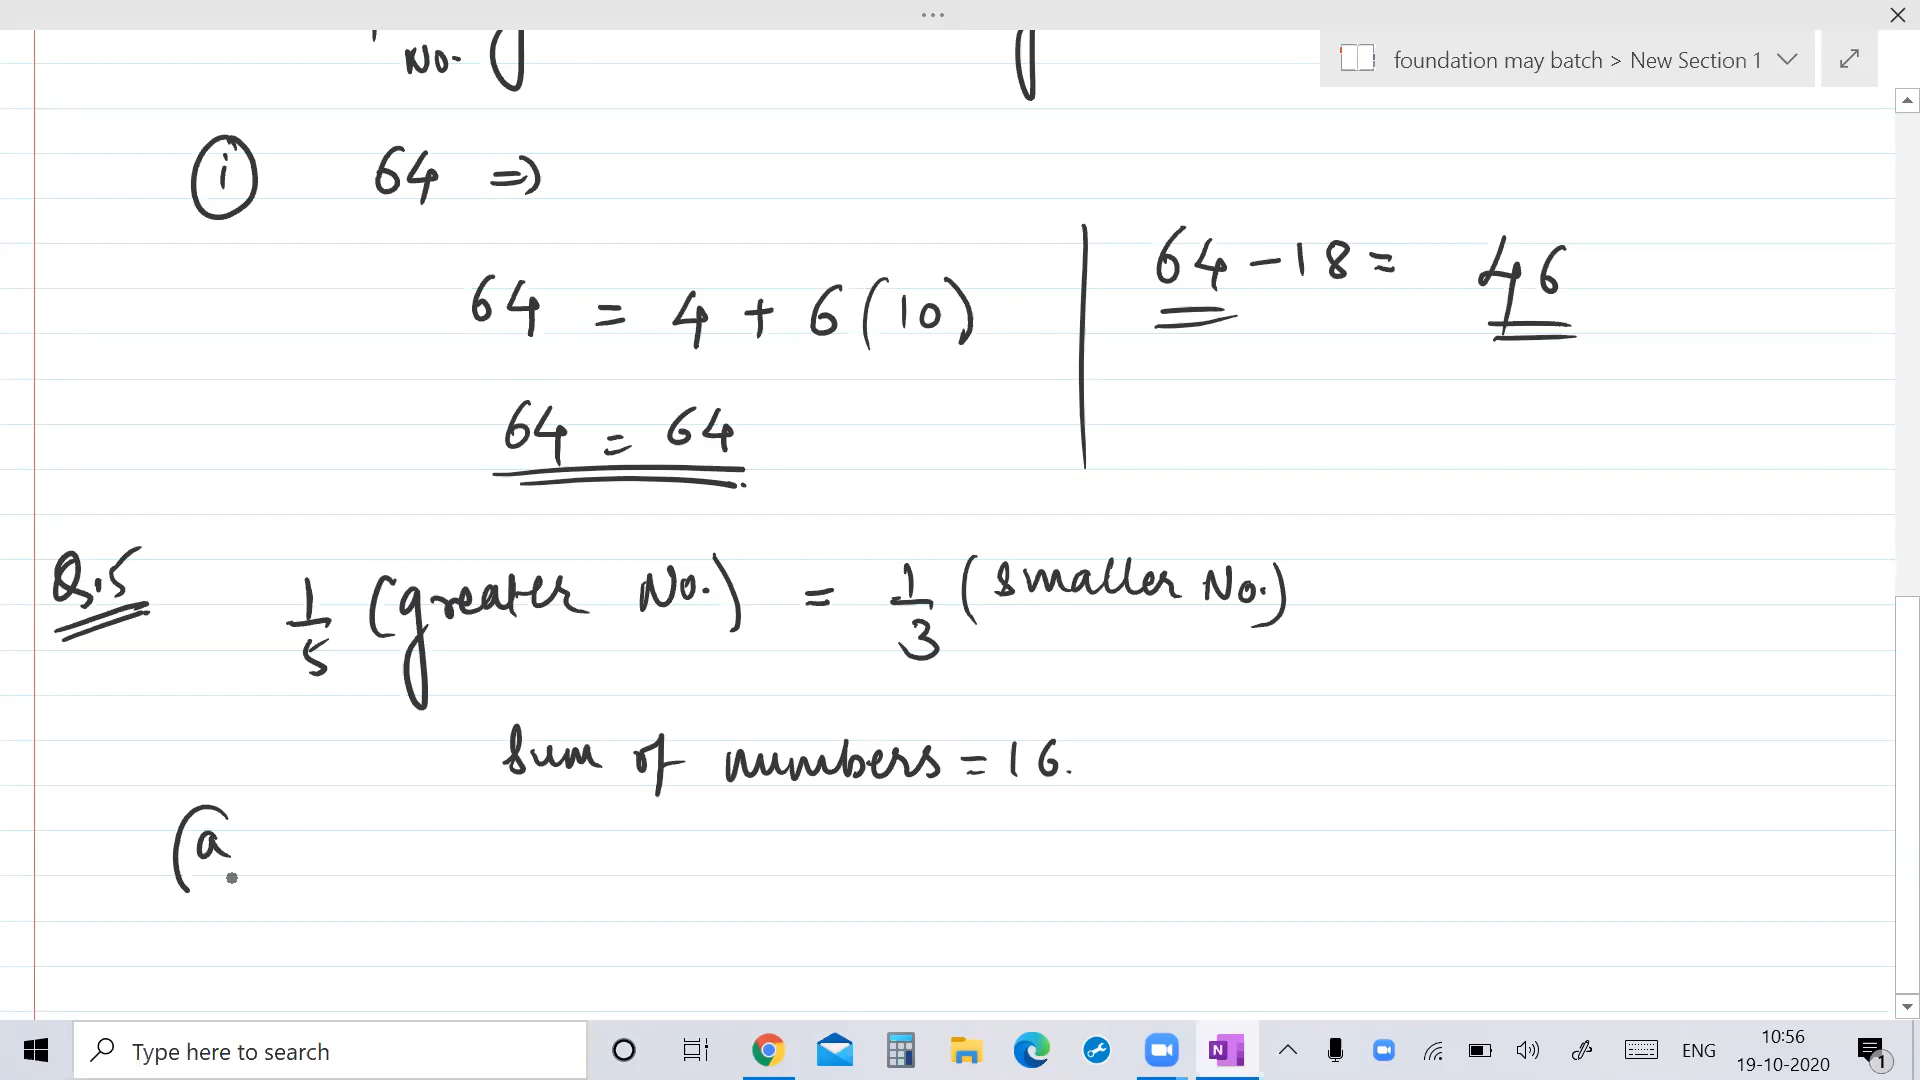 No.
foundation may batch > New Section 1
i 64 ⇒
64 - 18 = 46
64 = 4 + 6 (10)
64 = 64
Q.5 1/5 (greater No.) = 1/3 (smaller No.)
Sum of numbers = 16.
(a
Type here to search
ENG
10:56
19-10-2020
1